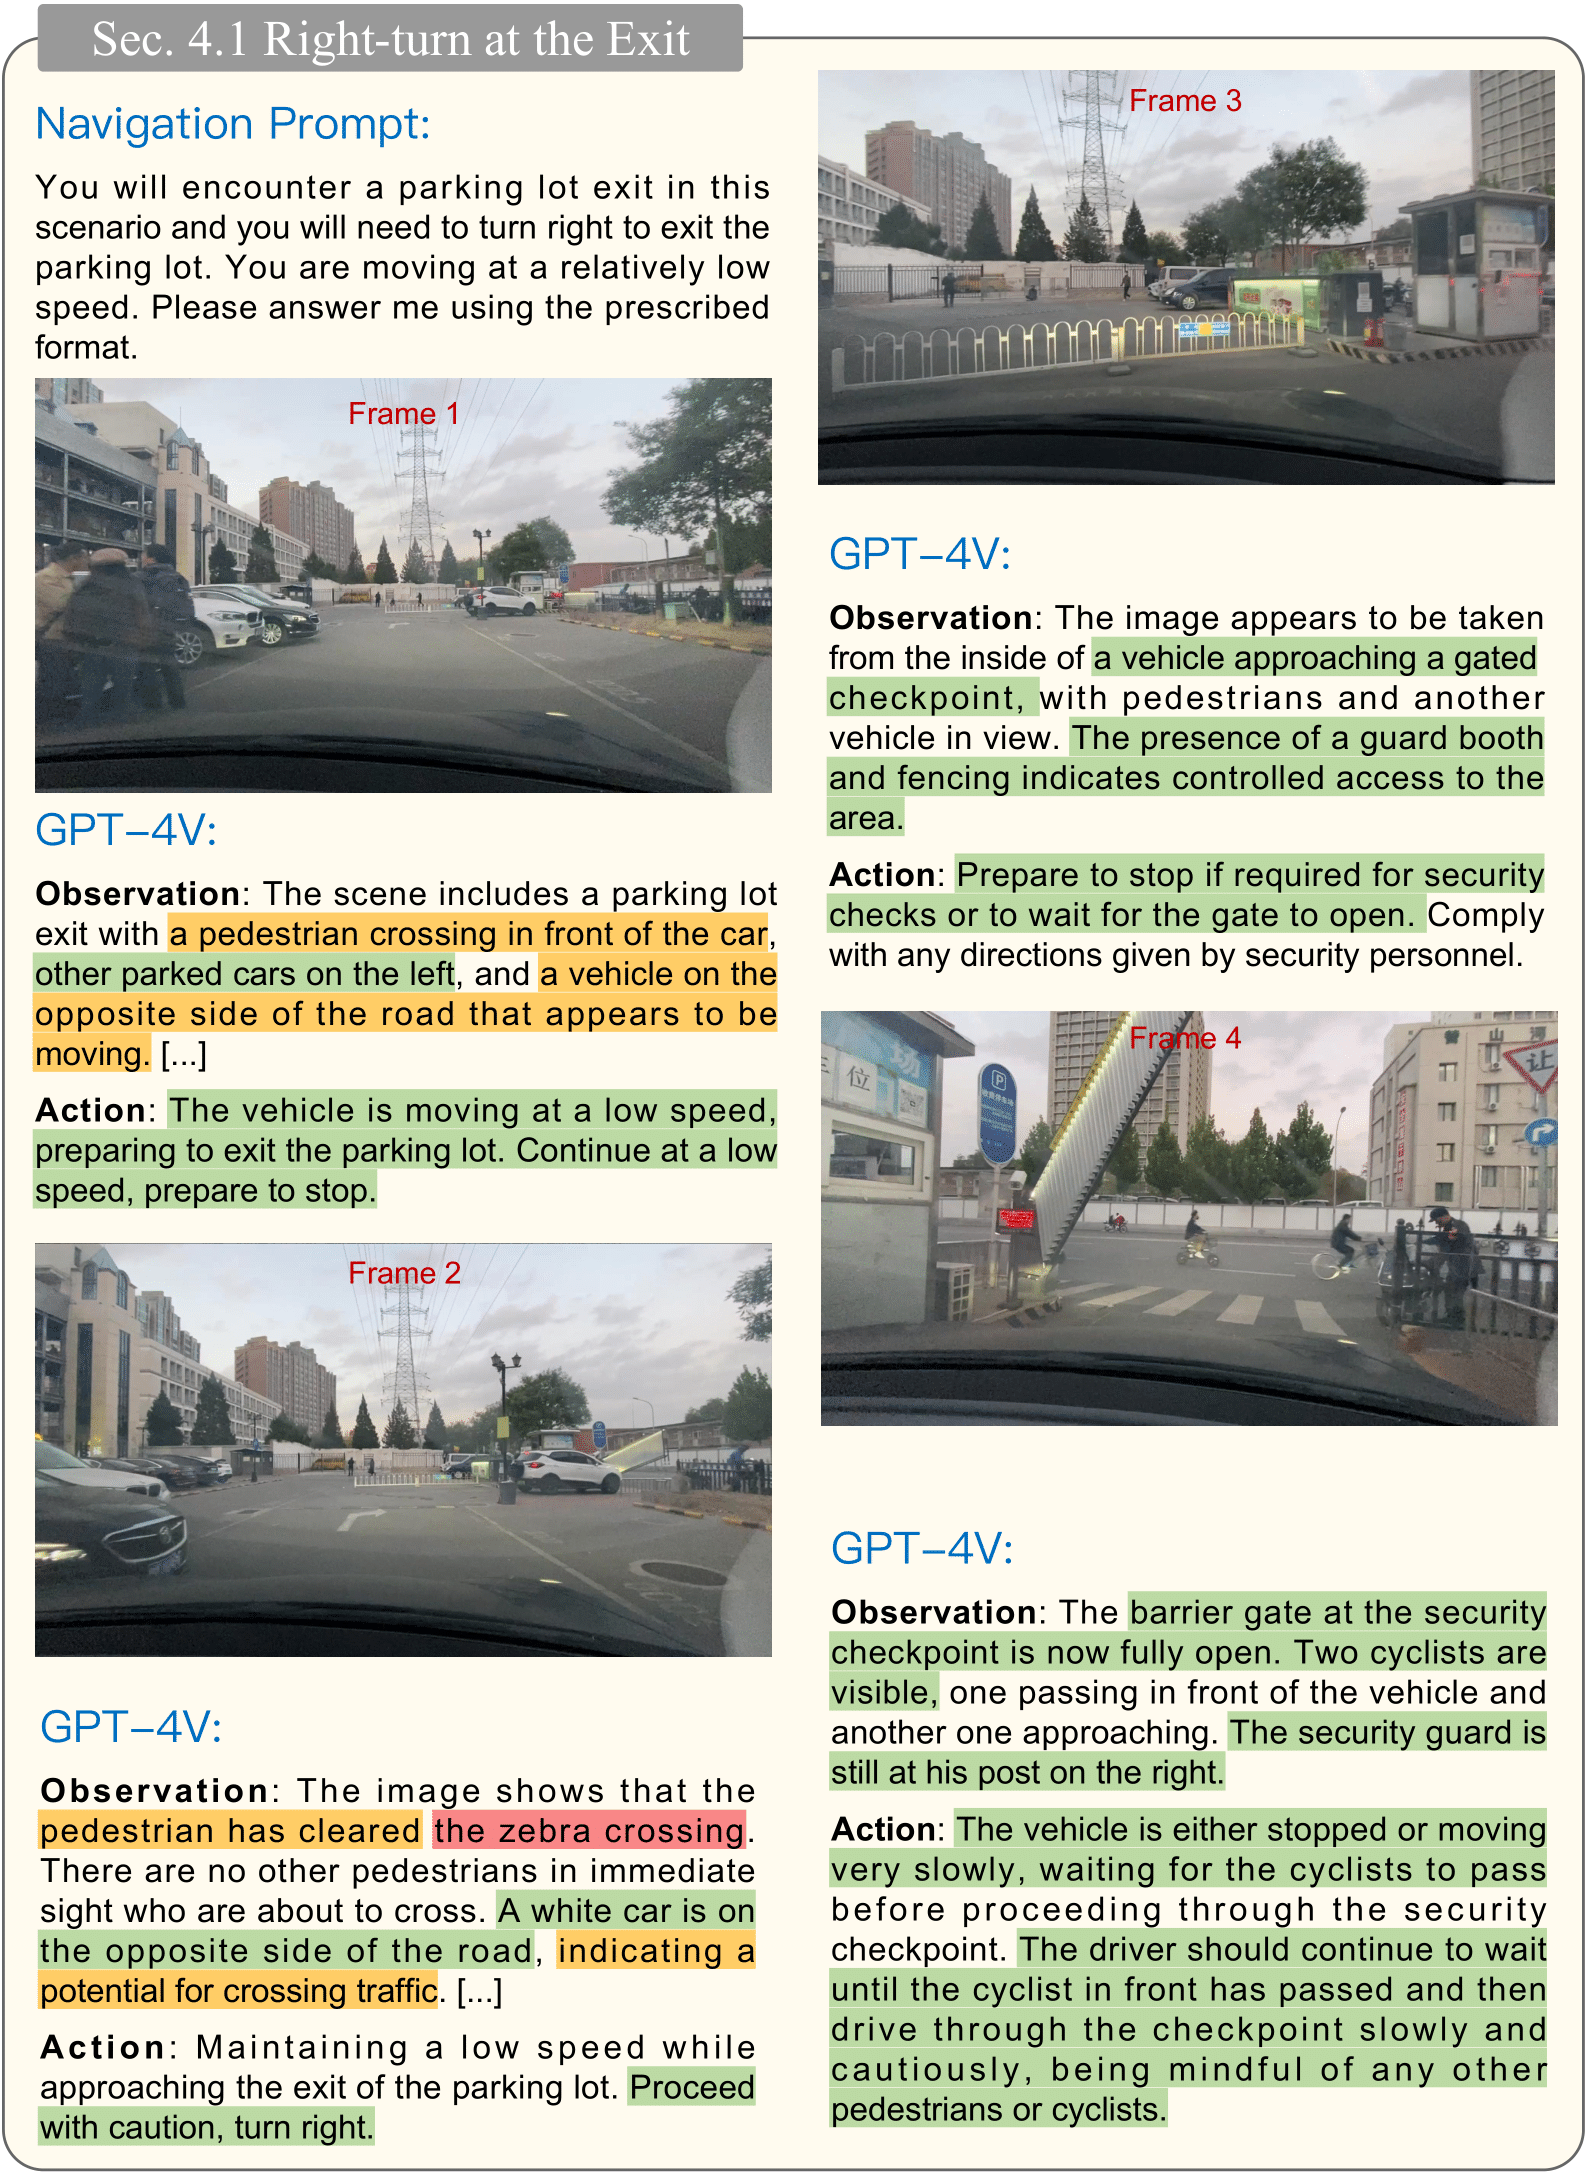 Sec. 4.1 Right-turn at the Exit
Navigation Prompt:
You will encounter a parking lot exit in this
scenario and you will need to turn right to exit the
parking lot. You are moving at a relatively low
speed. Please answer me using the prescribed
format.
Frame 1
GPT-4V:
Observation: The scene includes a parking lot
exit with a pedestrian crossing in front of the car,
other parked cars on the left, and a vehicle on the
opposite side of the road that appears to be
moving. [...]
Action: The vehicle is moving at a low speed,
preparing to exit the parking lot. Continue at a low
speed, prepare to stop.
Frame 2
GPT-4V:
Observation: The image shows that the
pedestrian has cleared the zebra crossing.
There are no other pedestrians in immediate
sight who are about to cross. A white car is on
the opposite side of the road, indicating a
potential for crossing traffic. [...]
Action: Maintaining a low speed while
approaching the exit of the parking lot. Proceed
with caution, turn right.
Frame 3
GPT-4V:
Observation: The image appears to be taken
from the inside of a vehicle approaching a gated
checkpoint, with pedestrians and another
vehicle in view. The presence of a guard booth
and fencing indicates controlled access to the
area.
Action: Prepare to stop if required for security
checks or to wait for the gate to open. Comply
with any directions given by security personnel.
Frame 4
场
车位
P
让
GPT-4V:
Observation: The barrier gate at the security
checkpoint is now fully open. Two cyclists are
visible, one passing in front of the vehicle and
another one approaching. The security guard is
still at his post on the right.
Action: The vehicle is either stopped or moving
very slowly, waiting for the cyclists to pass
before proceeding through the security
checkpoint. The driver should continue to wait
until the cyclist in front has passed and then
drive through the checkpoint slowly and
cautiously, being mindful of any other
pedestrians or cyclists.